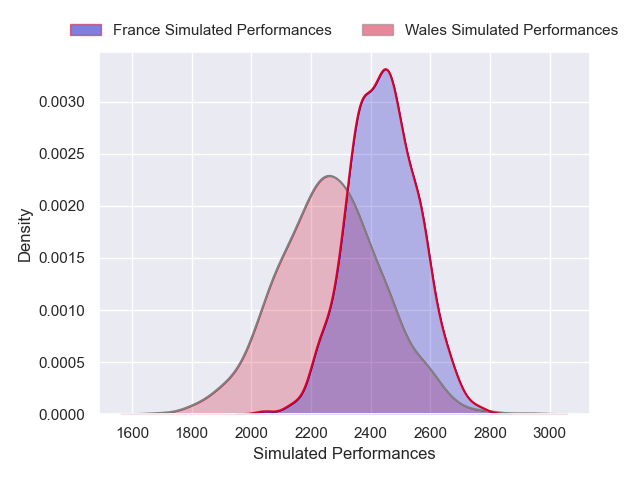 France Simulated Performances
Wales Simulated Performances
0.0030
0.0025
0.0020
0.0015
0.0010
0.0005
0.0000
Density
1600 1800 2000 2200 2400 2600 2800 3000
Simulated Performances